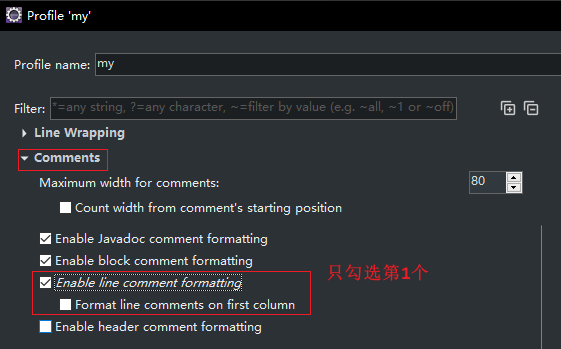 Profile 'my'
Profile name: my
Filter: *=any string, ?=any character, ~=filter by value (e.g. ~all, ~1 or ~off)
Line Wrapping
Comments
Maximum width for comments: 80
Count width from comment's starting position
Enable Javadoc comment formatting
Enable block comment formatting
Enable line comment formatting
只勾选第1个
Format line comments on first column
Enable header comment formatting